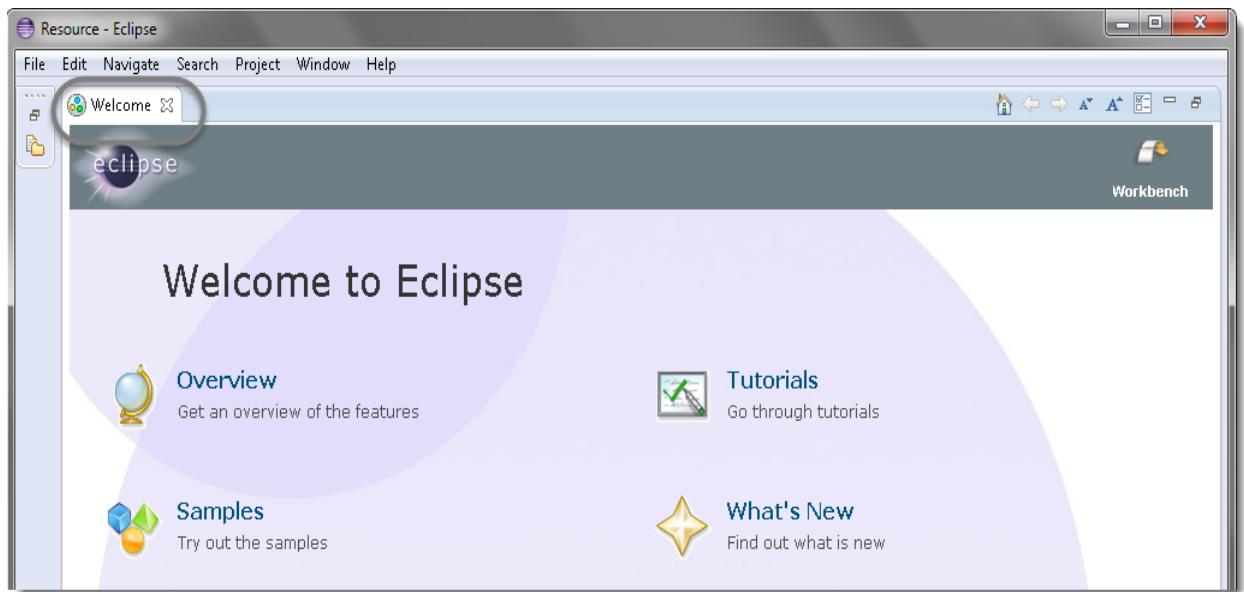 Resource - Eclipse
File Edit Navigate Search Project Window Help
Welcome
eclipse
Workbench
Welcome to Eclipse
Overview
Get an overview of the features
Tutorials
Go through tutorials
Samples
Try out the samples
What's New
Find out what is new